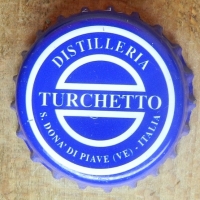 DISTILLERIA
TURCHETTO
S. DONA' DI PIAVE (VE) - ITALIA